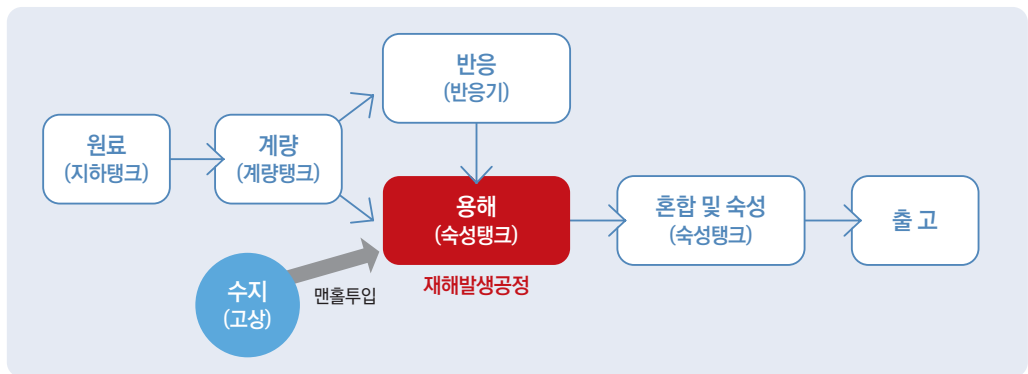 원료
(지하탱크)
계량
(계량탱크)
반응
(반응기)
용해
(숙성탱크)
재해발생공정
수지
(고상)
맨홀투입
혼합 및 숙성
(숙성탱크)
출 고